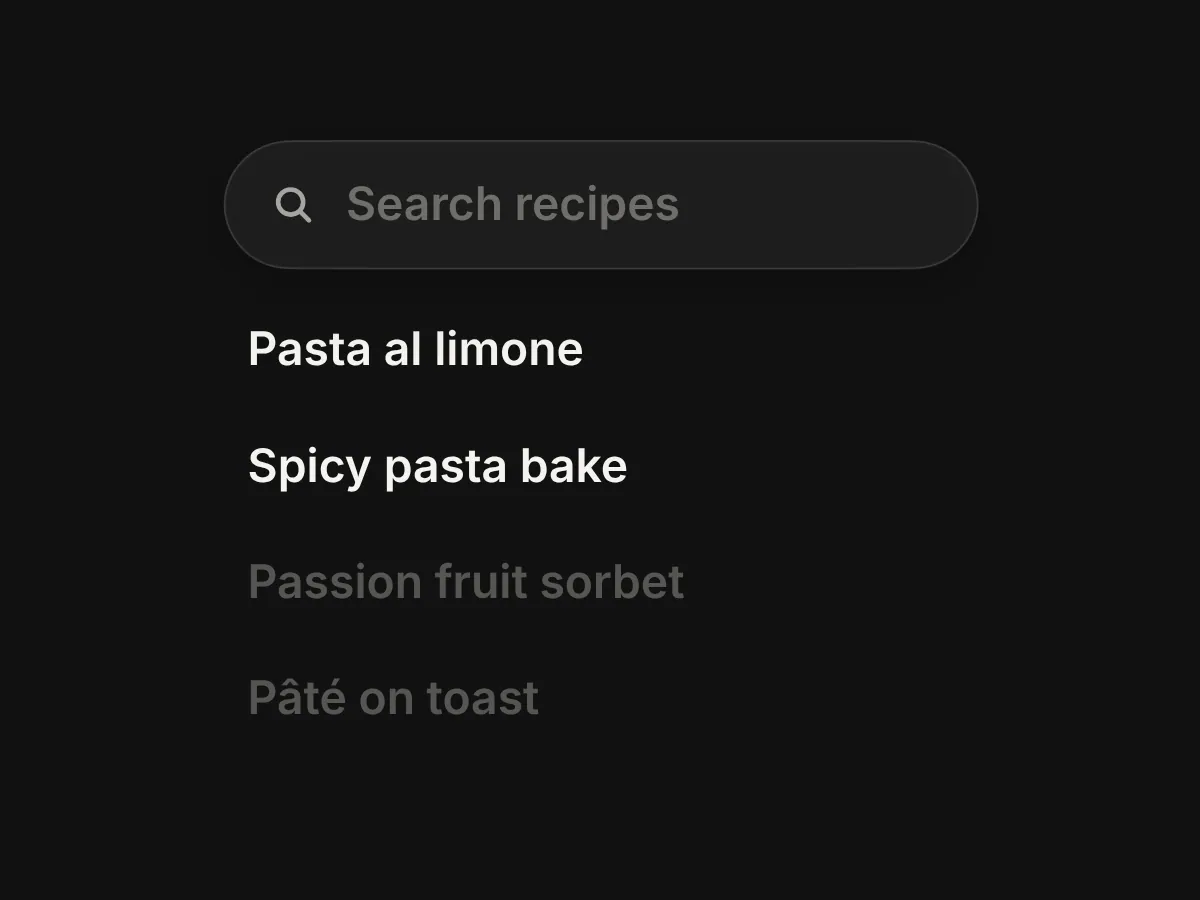 Search recipes
Pasta al limone
Spicy pasta bake
Passion fruit sorbet
Pâté on toast